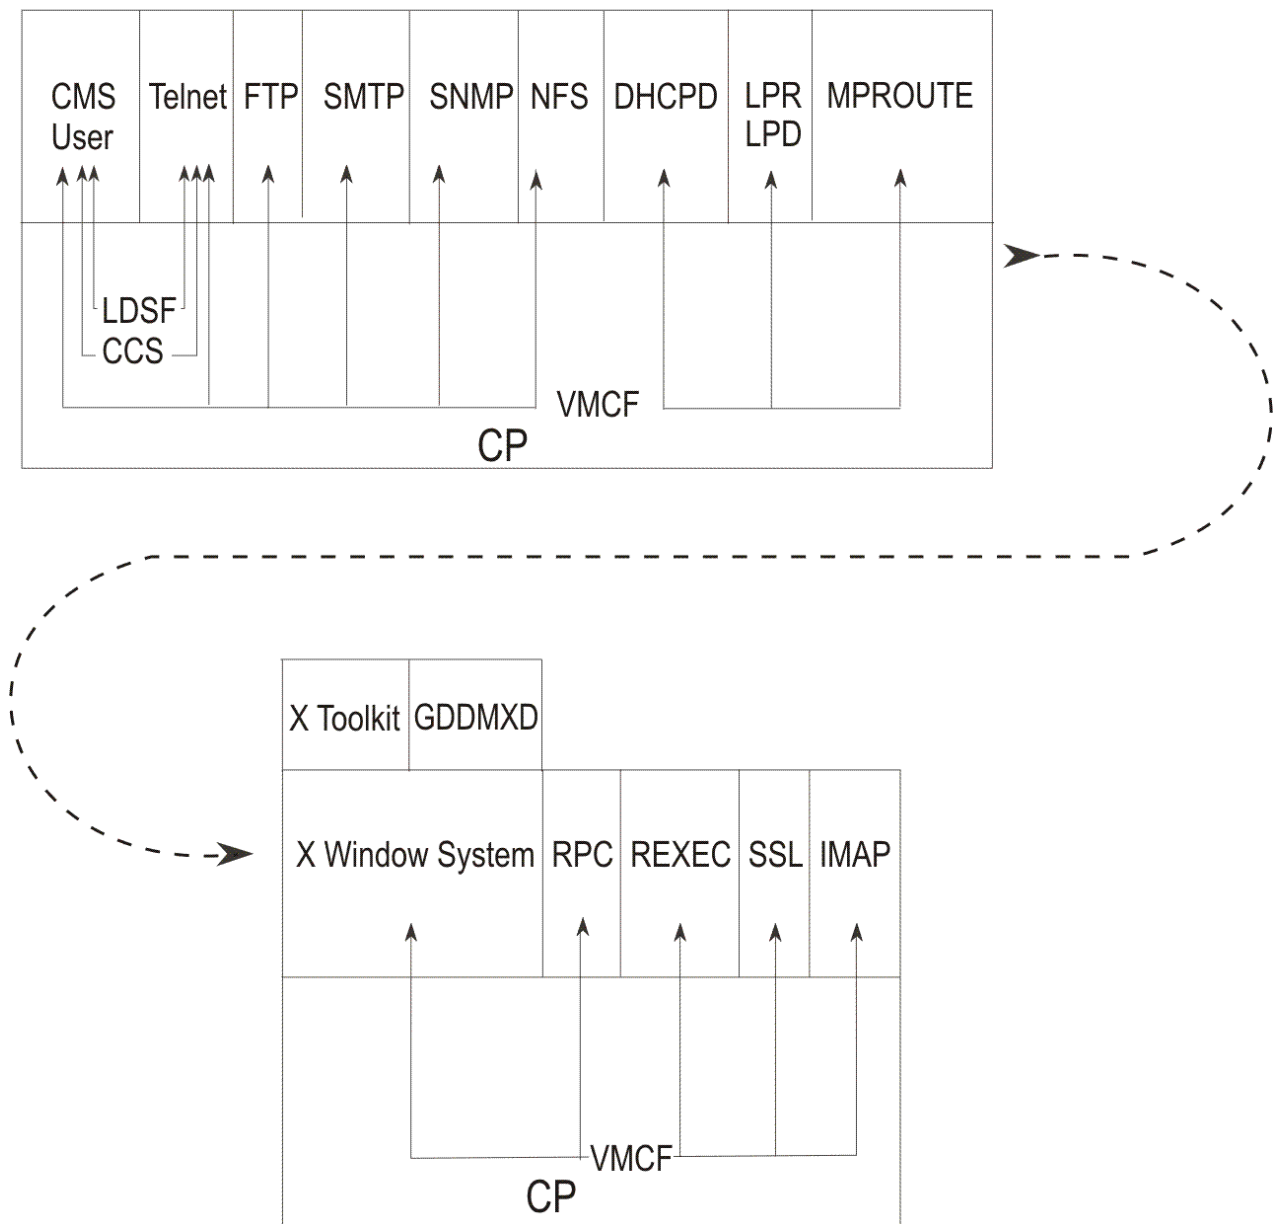 CMS Telnet FTP SMTP SNMP NFS DHCPD LPR MPROUTE
User LPD
LDSF
CCS
VMCF
CP
X Toolkit GDDMXD
X Window System RPC REXEC SSL IMAP
VMCF
CP